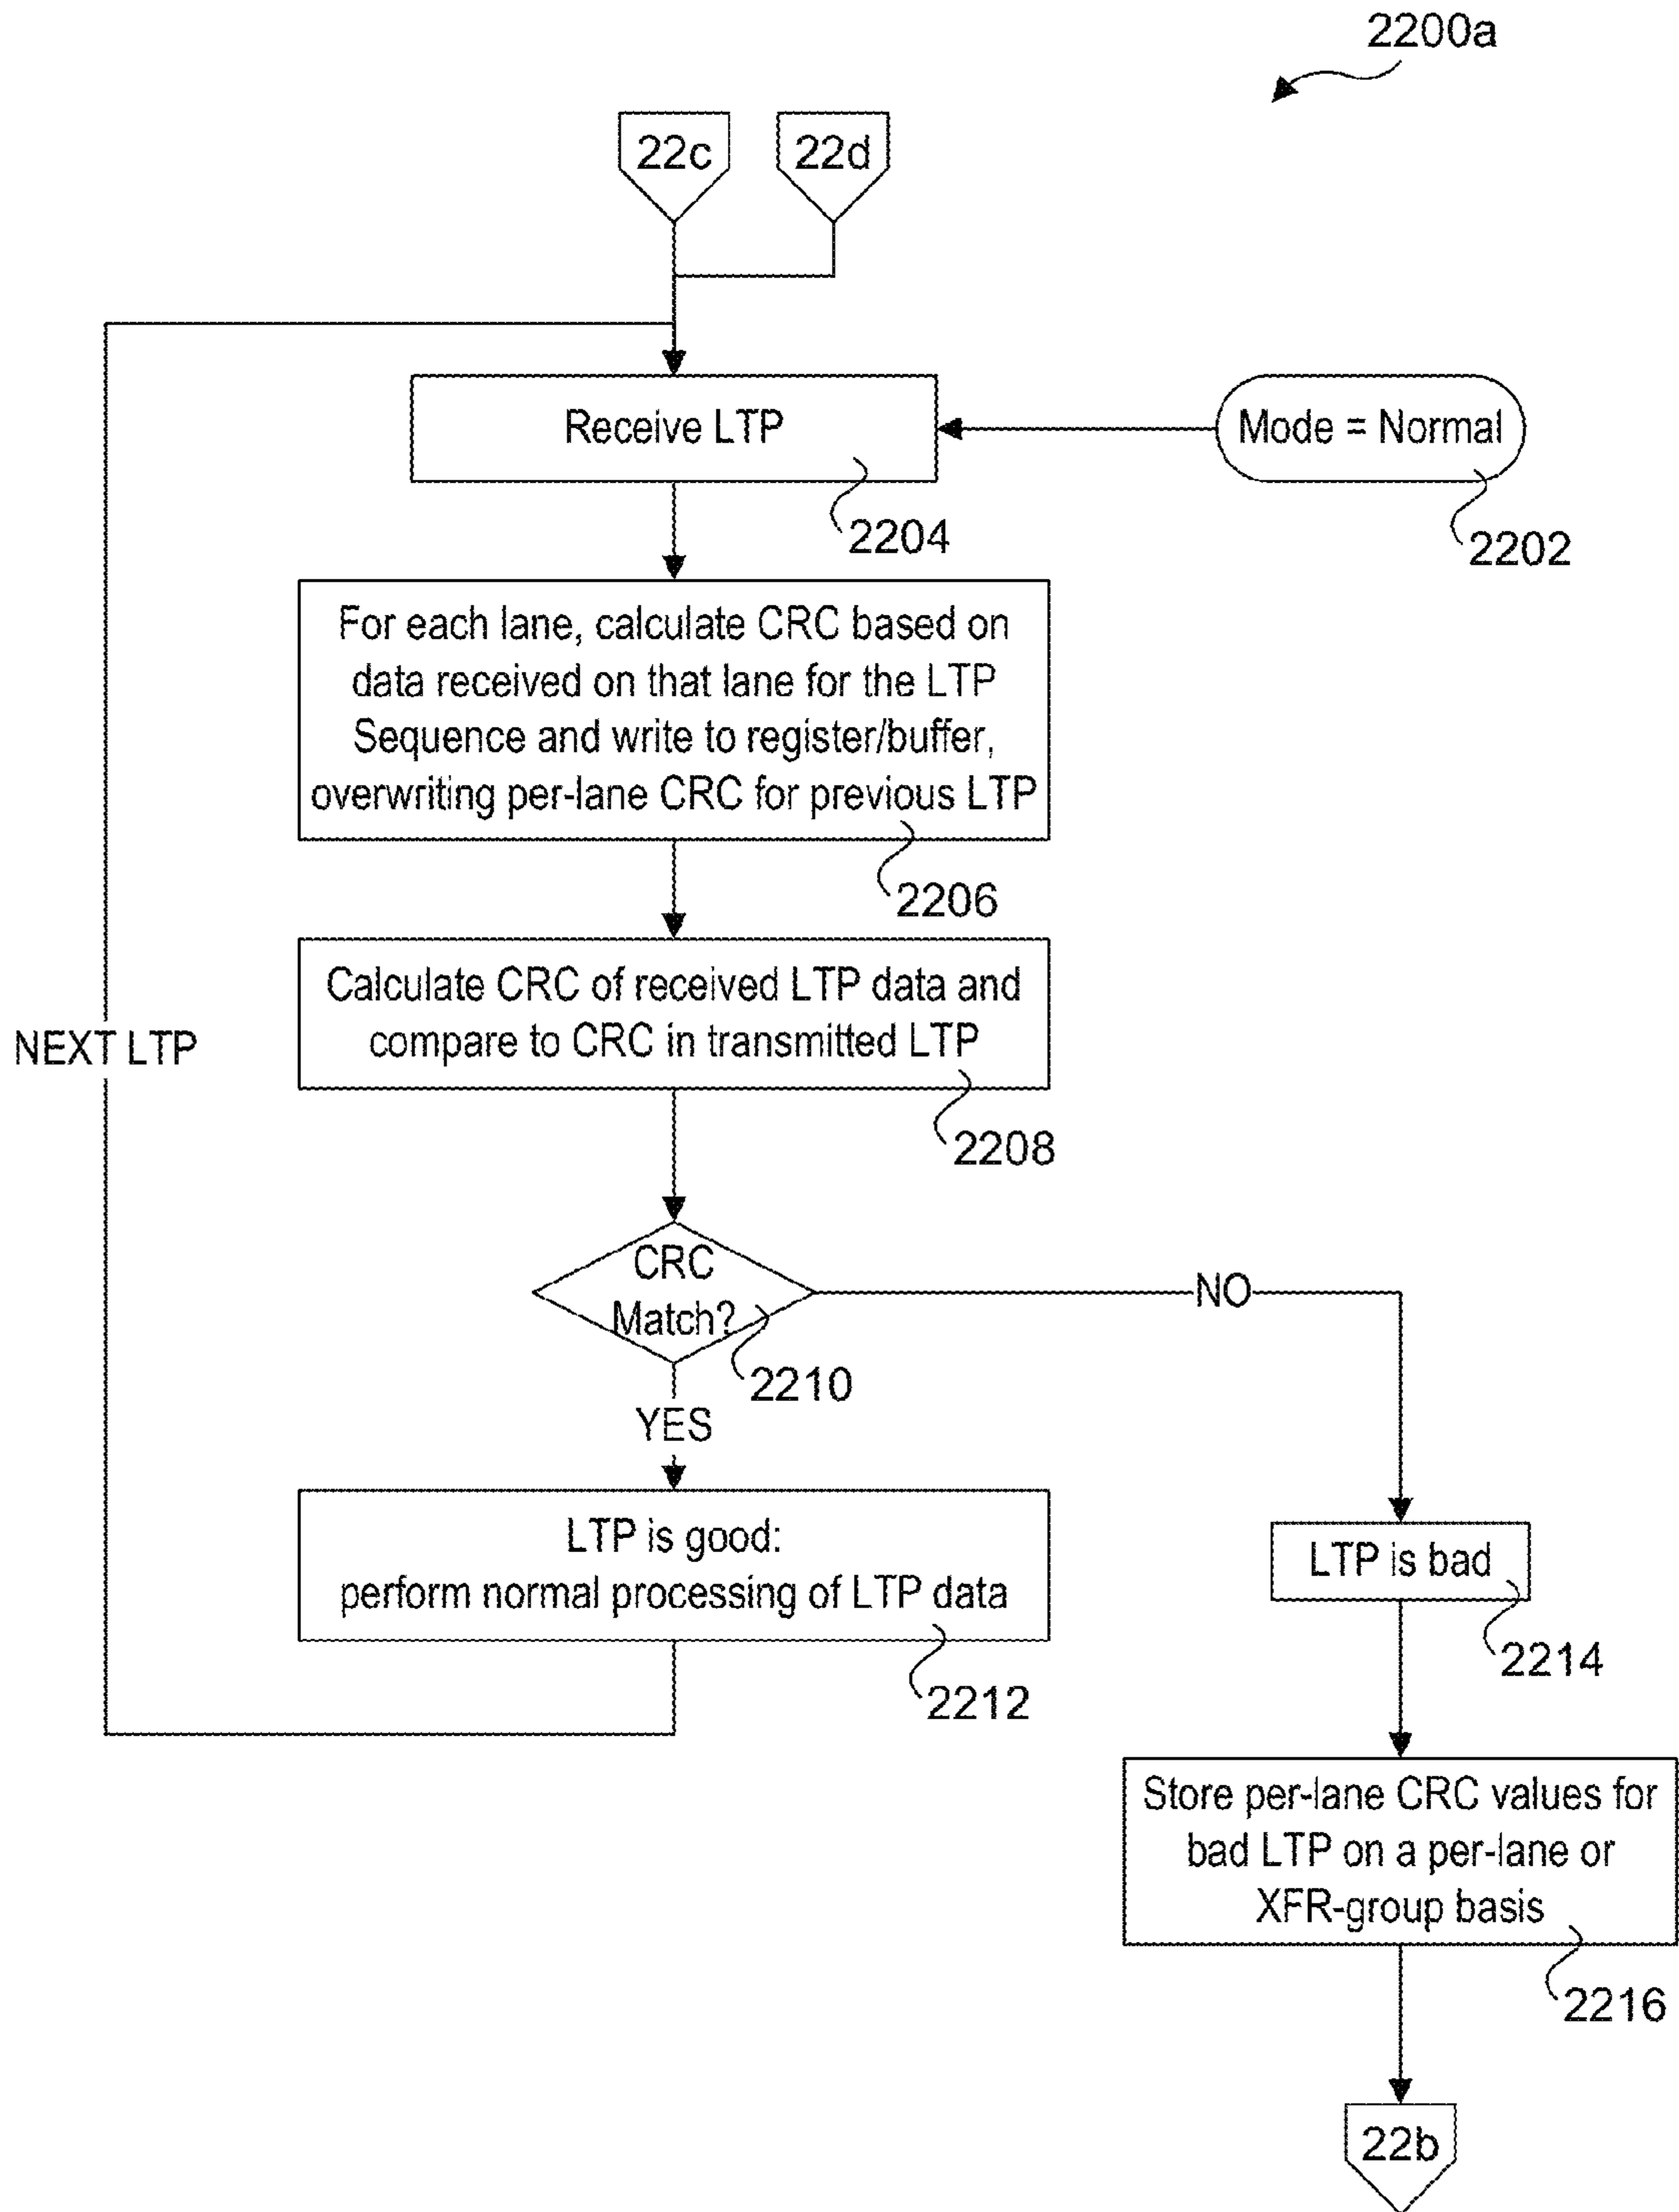 2200a
22c
22d
Receive LTP
Mode = Normal
2204
2202
For each lane, calculate CRC based on
data received on that lane for the LTP
Sequence and write to register/buffer,
overwriting per-lane CRC for previous LTP
2206
Calculate CRC of received LTP data and
compare to CRC in transmitted LTP
NEXT LTP
2208
CRC
Match?
NO
2210
YES
LTP is good:
perform normal processing of LTP data
LTP is bad
2212
2214
Store per-lane CRC values for
bad LTP on a per-lane or
XFR-group basis
2216
22b